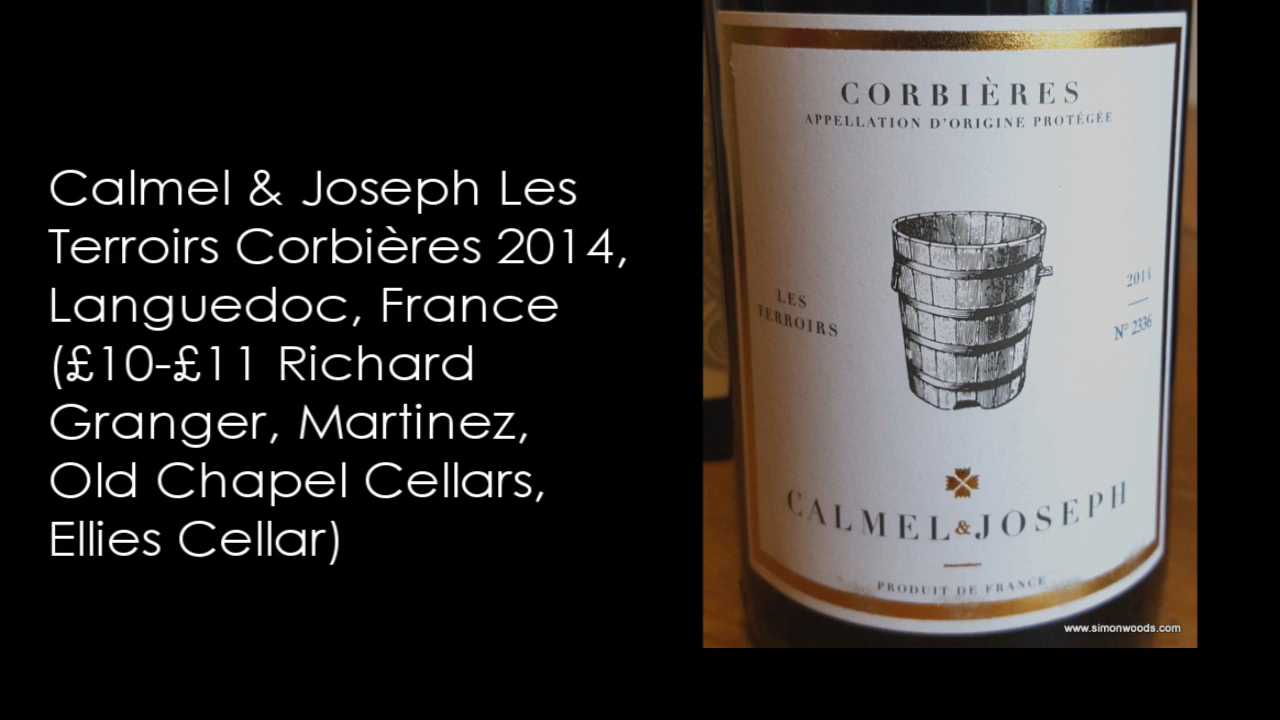 Calmel & Joseph Les
Terroirs Corbières 2014,
Languedoc, France
(£10-£11 Richard
Granger, Martinez,
Old Chapel Cellars,
Ellies Cellar)
CORBIÈRES
APPELLATION D'ORIGINE PROTÉGÉE
LES
TERROIRS
2014
Nº 2336
CALMEL & JOSEPH
PRODUIT DE FRANCE
www.simonwoods.com